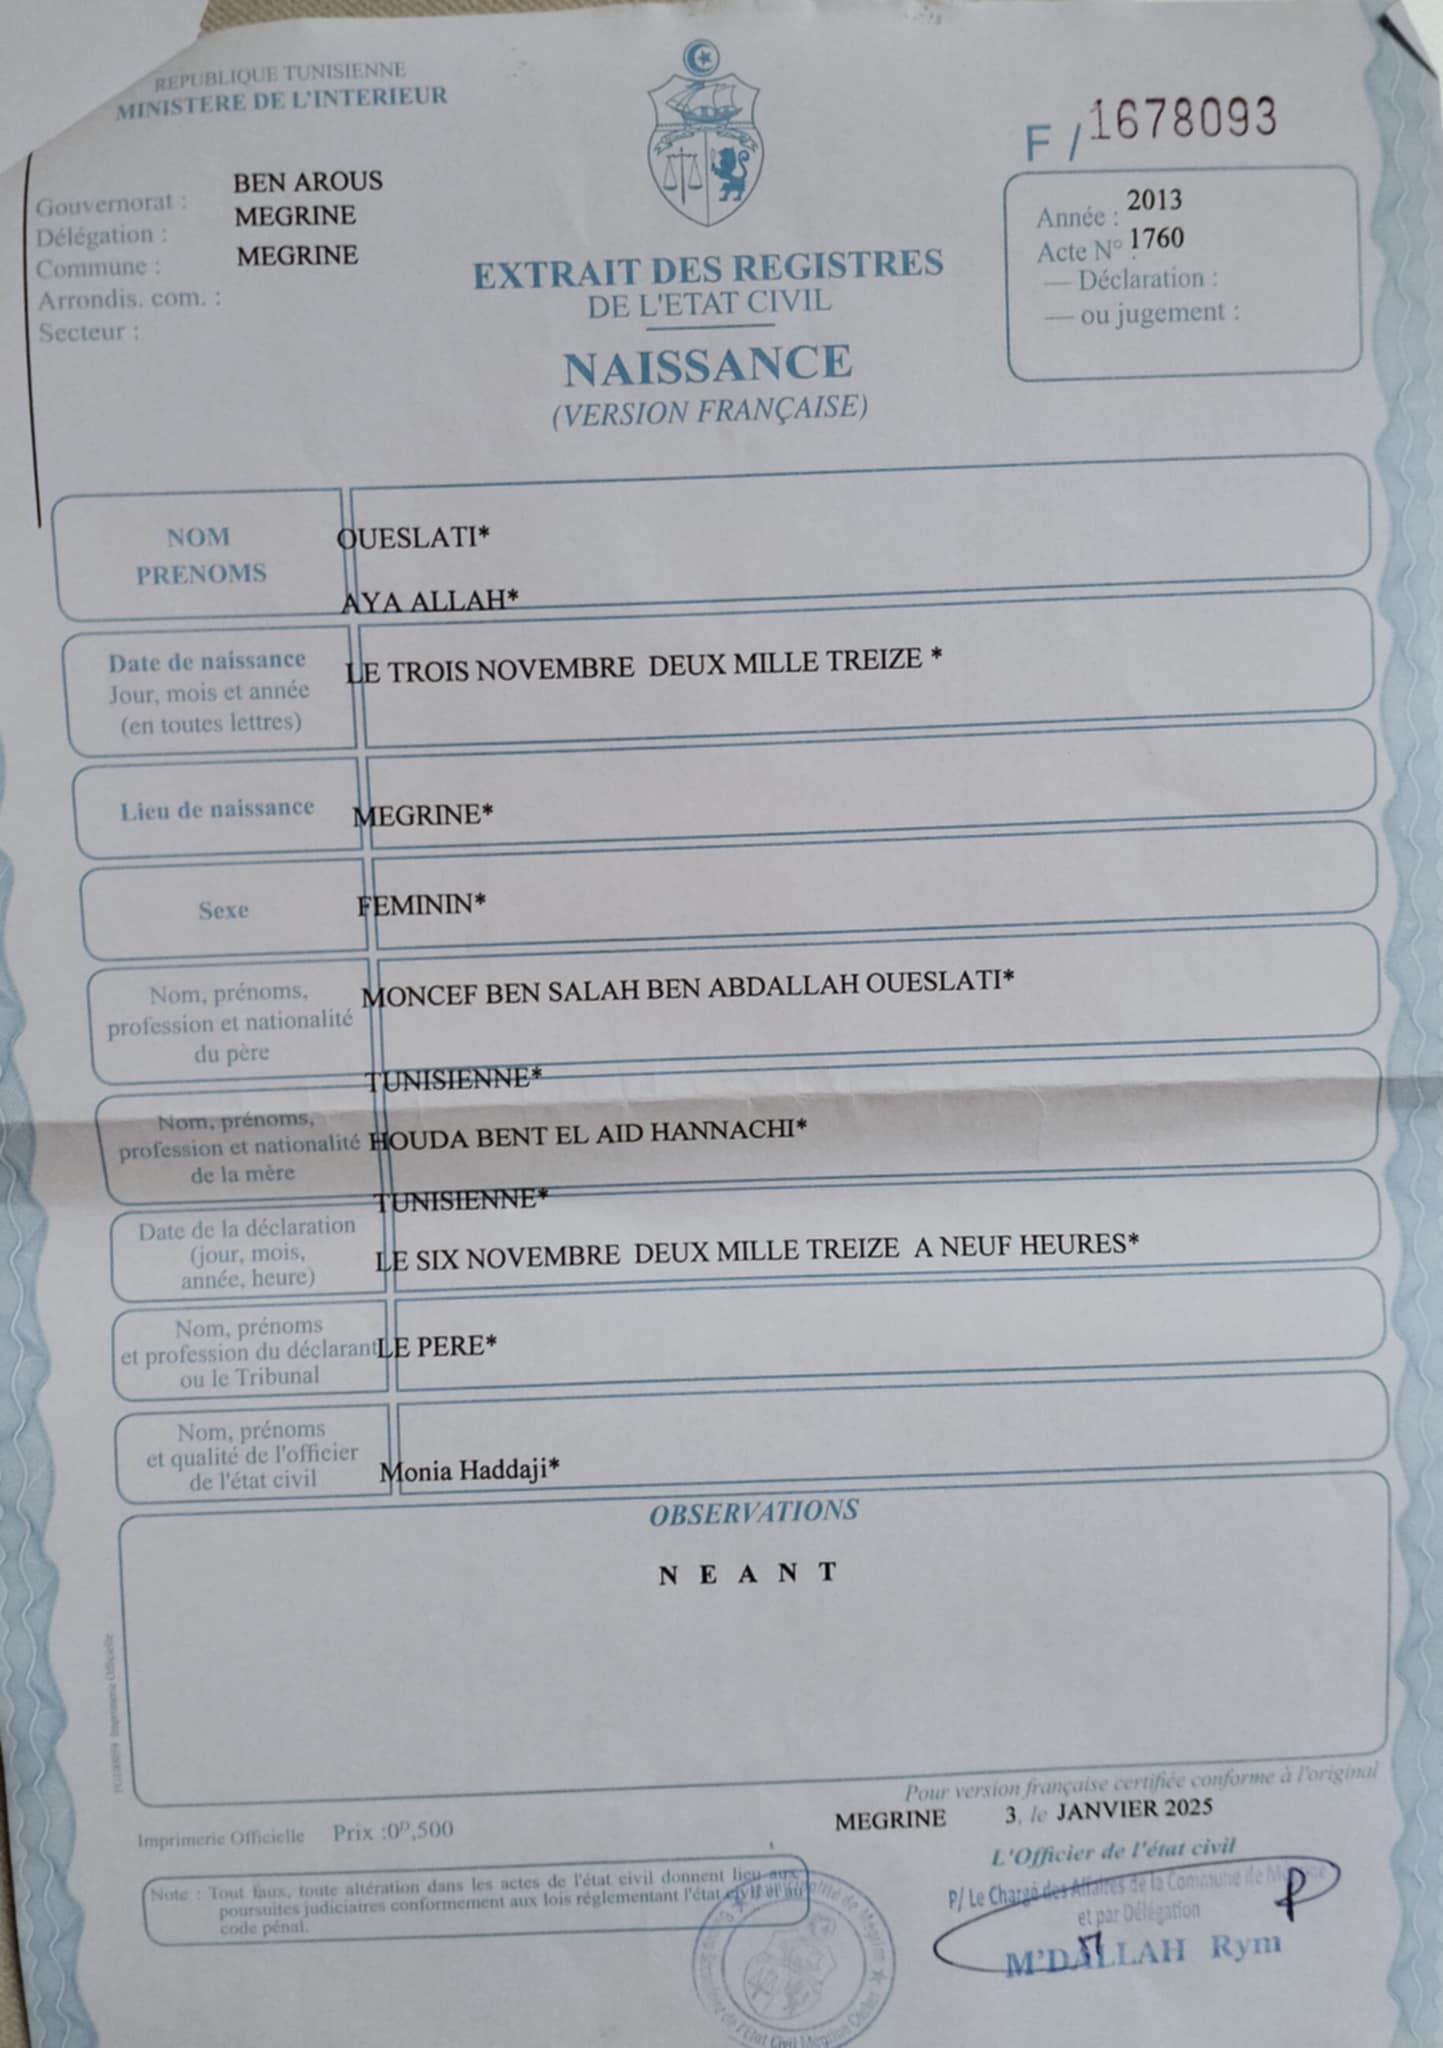 REPUBLIQUE TUNISIENNE
MINISTERE DE L'INTERIEUR
F / 1678093
Gouvernorat : BEN AROUS
Délégation : MEGRINE
Commune : MEGRINE
Arrondis. com. :
Secteur :
Année : 2013
Acte N° : 1760
— Déclaration :
— ou jugement :
EXTRAIT DES REGISTRES
DE L'ETAT CIVIL
NAISSANCE
(VERSION FRANÇAISE)
NOM OUESLATI*
PRENOMS AYA ALLAH*
Date de naissance
Jour, mois et année
(en toutes lettres)
LE TROIS NOVEMBRE DEUX MILLE TREIZE *
Lieu de naissance MEGRINE*
Sexe FEMININ*
Nom, prénoms,
profession et nationalité
du père
MONCEF BEN SALAH BEN ABDALLAH OUESLATI*
TUNISIENNE*
Nom, prénoms,
profession et nationalité
de la mère
HOUDA BENT EL AID HANNACHI*
TUNISIENNE*
Date de la déclaration
(jour, mois,
année, heure)
LE SIX NOVEMBRE DEUX MILLE TREIZE A NEUF HEURES*
Nom, prénoms
et profession du déclarant
ou le Tribunal
LE PERE*
Nom, prénoms
et qualité de l'officier
de l'état civil
Monia Haddaji*
OBSERVATIONS
N E A N T
Imprimerie Officielle
Pour version française certifiée conforme à l'original
MEGRINE 3, le JANVIER 2025
Imprimerie Officielle Prix :0D,500
L'Officier de l'état civil
P/ Le Chargé des Affaires de la Commune de
et par Délégation
M'DALLAH Rym
Note : Tout faux, toute altération dans les actes de l'état civil donnent lieu aux
poursuites judiciaires conformement aux lois réglementant l'état civil et au
code pénal.